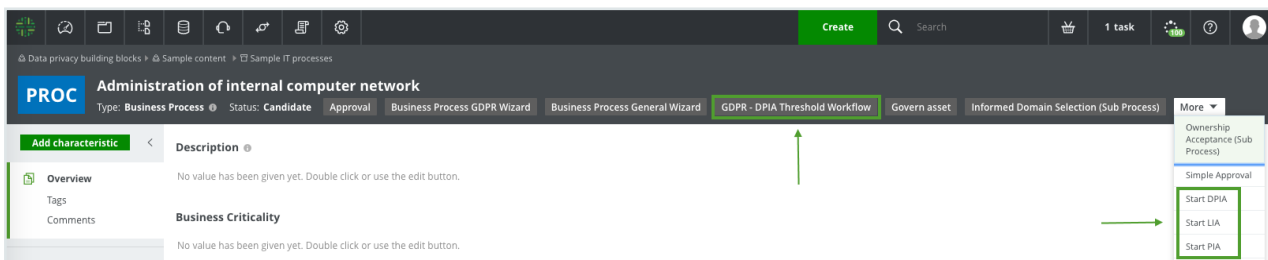 Create
Search
1 task
100
Data privacy building blocks
Sample content
Sample IT processes
PROC
Administration of internal computer network
Type: Business Process Status: Candidate
Approval
Business Process GDPR Wizard
Business Process General Wizard
GDPR - DPIA Threshold Workflow
Govern asset
Informed Domain Selection (Sub Process)
More
Ownership
Acceptance (Sub
Process)
Simple Approval
Start DPIA
Start LIA
Start PIA
Add characteristic
Overview
Tags
Comments
Description
No value has been given yet. Double click or use the edit button.
Business Criticality
No value has been given yet. Double click or use the edit button.